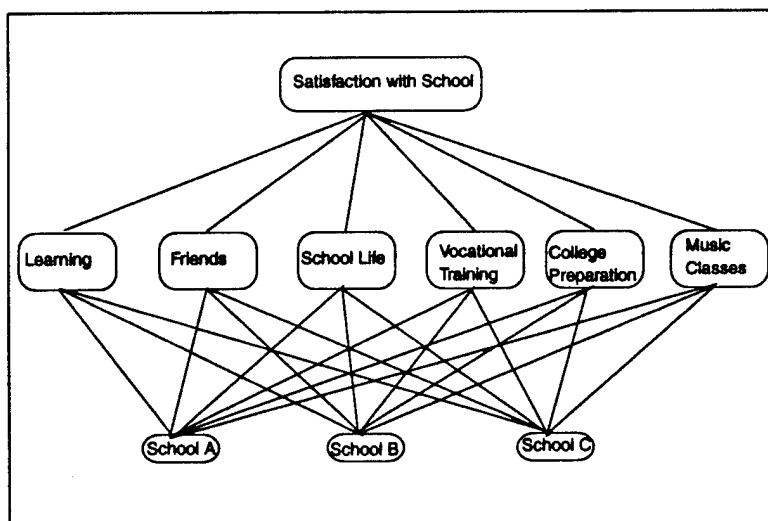 Satisfaction with School
Learning
Friends
School Life
Vocational
Training
College
Preparation
Music
Classes
School A
School B
School C